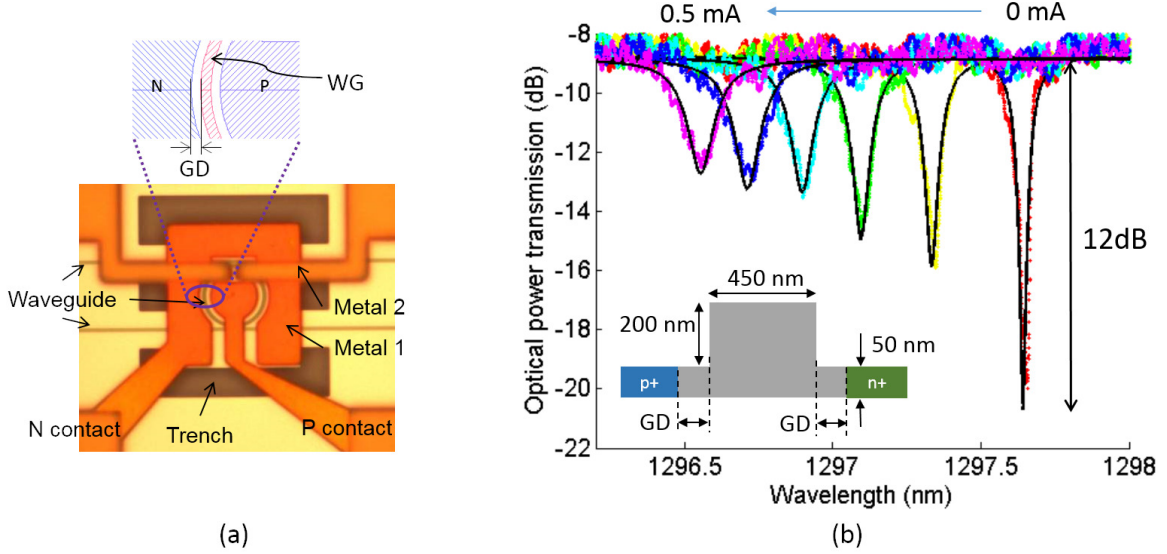 N
P
WG
GD
Waveguide
Metal 2
Metal 1
N contact
Trench
P contact
(a)
0.5 mA
0 mA
Optical power transmission (dB)
-8
-10
-12
-14
-16
-18
-20
-22
12dB
450 nm
200 nm
50 nm
p+
n+
GD
GD
1296.5
1297
1297.5
1298
Wavelength (nm)
(b)